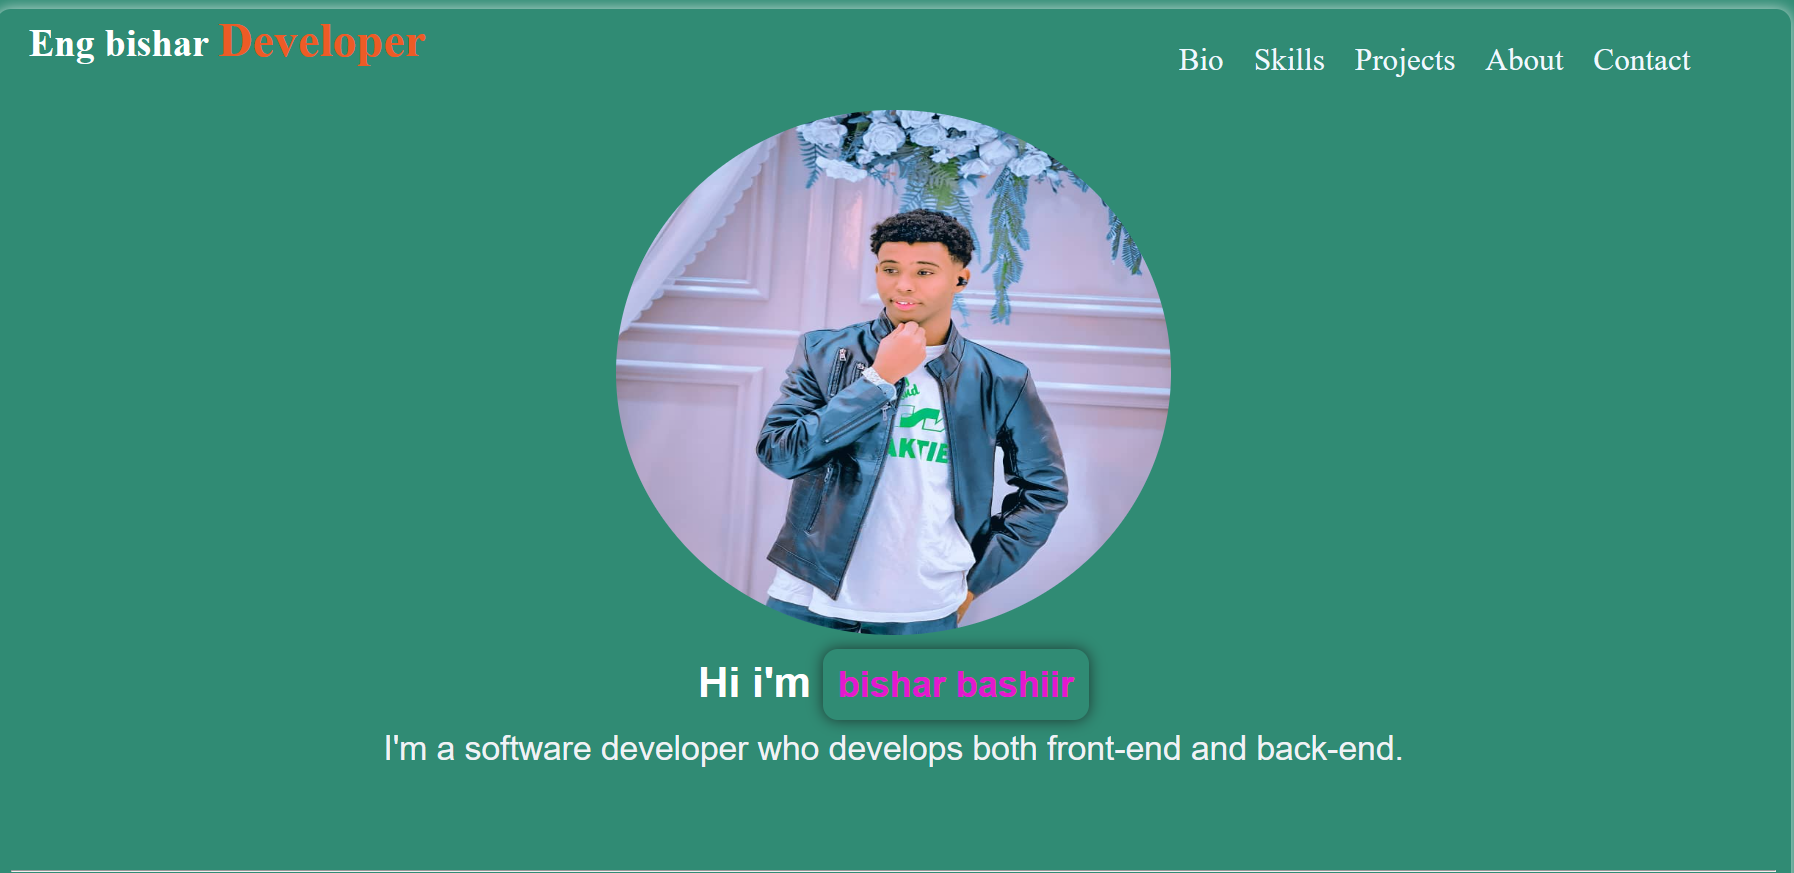 Eng bishar Developer
Bio Skills Projects About Contact
AKTIE
Hi i'm bishar bashiir
I'm a software developer who develops both front-end and back-end.